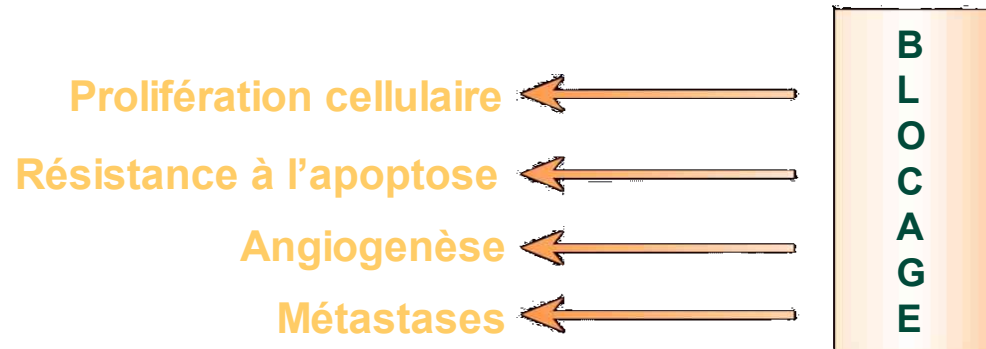 Prolifération cellulaire
Résistance à l’apoptose
Angiogenèse
Métastases
B
L
O
C
A
G
E